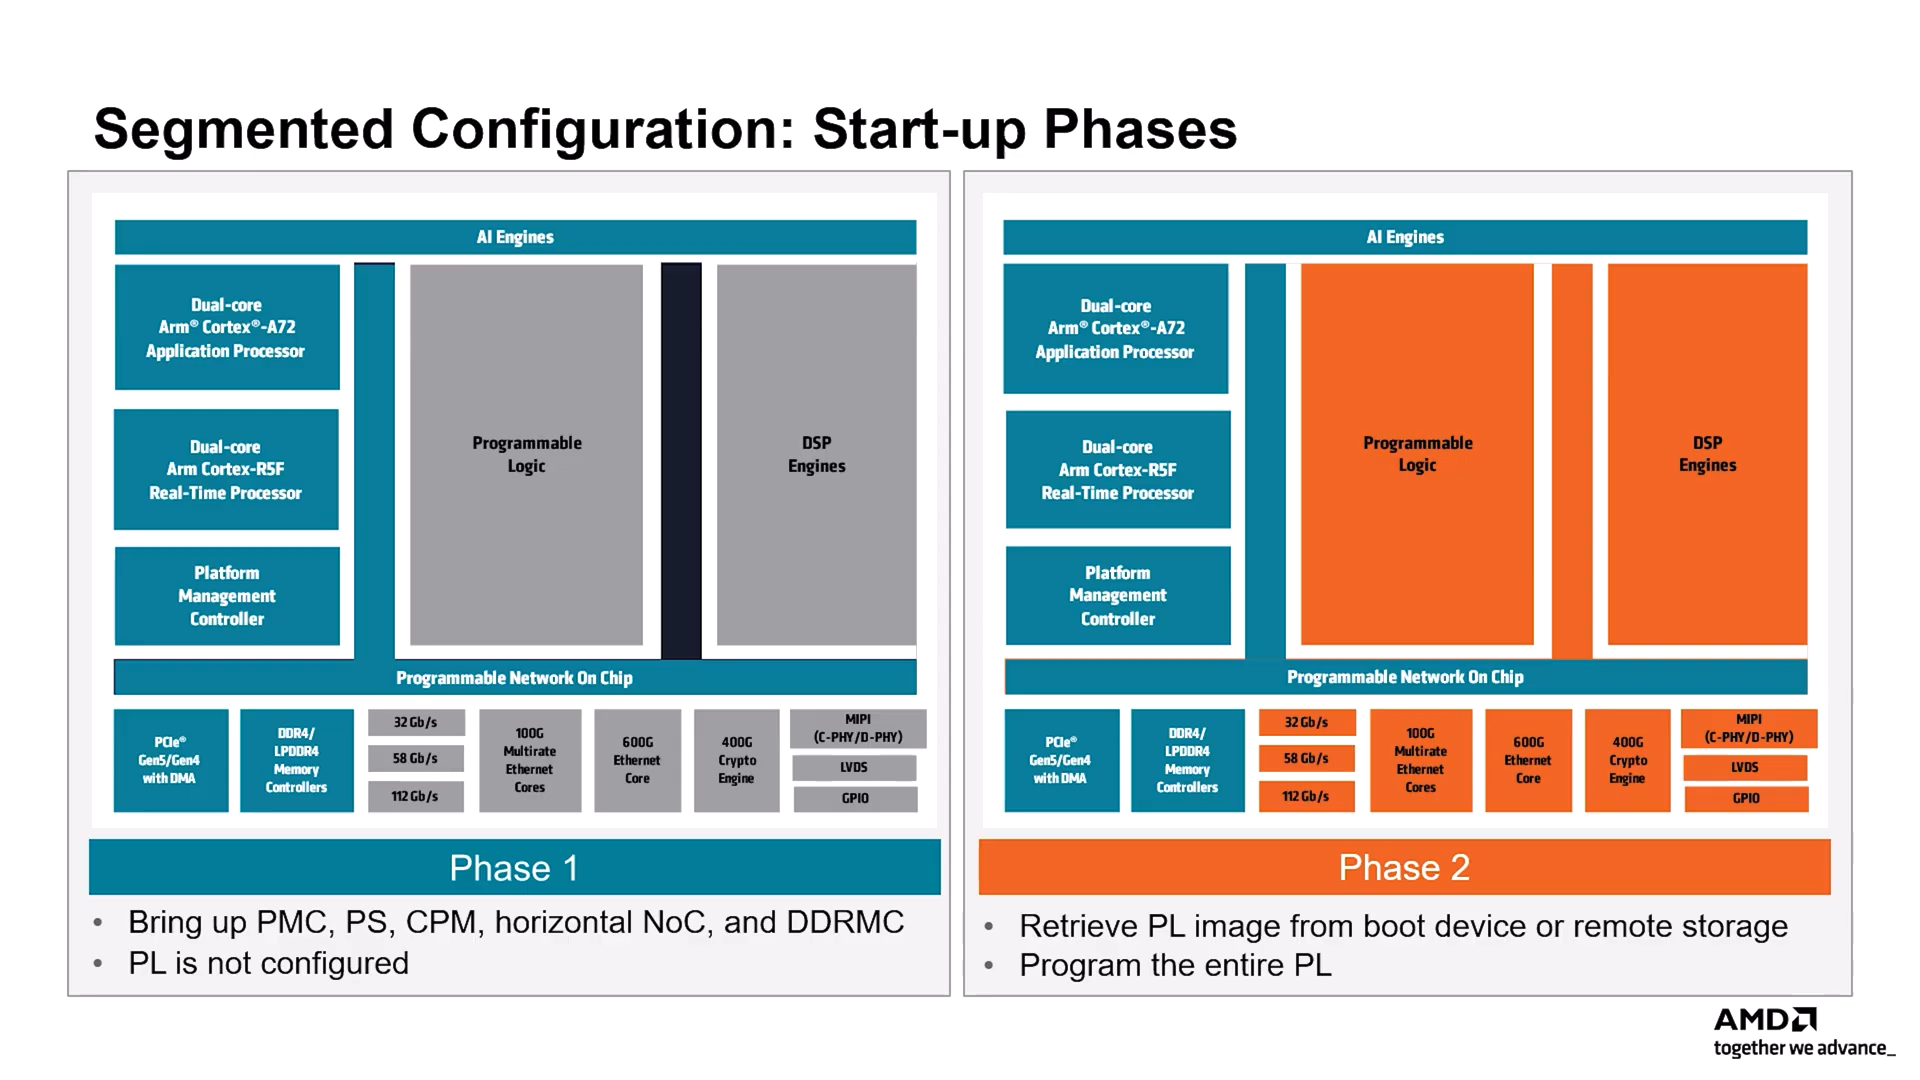 Segmented Configuration: Start-up Phases
AI Engines
Dual-core
Arm® Cortex®-A72
Application Processor
Dual-core
Arm Cortex-R5F
Real-Time Processor
Platform
Management
Controller
Programmable
Logic
DSP
Engines
Programmable Network On Chip
PCIe®
Gen5/Gen4
with DMA
DDR4/
LPDDR4
Memory
Controllers
32 Gb/s
58 Gb/s
112 Gb/s
100G
Multirate
Ethernet
Cores
600G
Ethernet
Core
400G
Crypto
Engine
MIPI
(C-PHY/D-PHY)
LVDS
GPIO
Phase 1
• Bring up PMC, PS, CPM, horizontal NoC, and DDRMC
• PL is not configured
AI Engines
Dual-core
Arm® Cortex®-A72
Application Processor
Dual-core
Arm Cortex-R5F
Real-Time Processor
Platform
Management
Controller
Programmable
Logic
DSP
Engines
Programmable Network On Chip
PCIe®
Gen5/Gen4
with DMA
DDR4/
LPDDR4
Memory
Controllers
32 Gb/s
58 Gb/s
112 Gb/s
100G
Multirate
Ethernet
Cores
600G
Ethernet
Core
400G
Crypto
Engine
MIPI
(C-PHY/D-PHY)
LVDS
GPIO
Phase 2
• Retrieve PL image from boot device or remote storage
• Program the entire PL
AMD
together we advance_